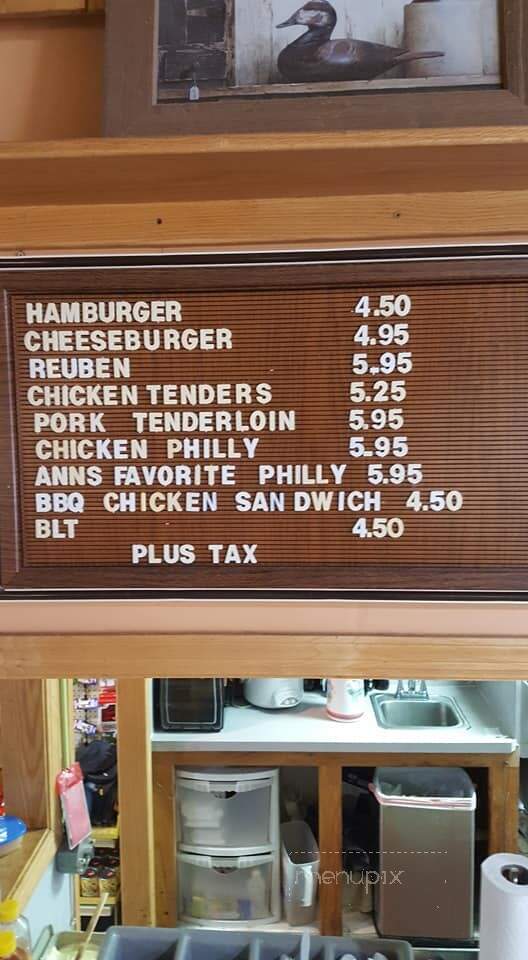 HAMBURGER 4.50
CHEESEBURGER 4.95
REUBEN 5.95
CHICKEN TENDERS 5.25
PORK TENDERLOIN 5.95
CHICKEN PHILLY 5.95
ANNS FAVORITE PHILLY 5.95
BBQ CHICKEN SANDWICH 4.50
BLT 4.50
PLUS TAX
menupix